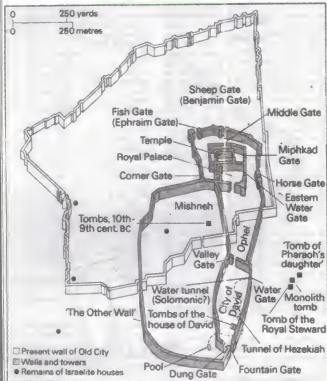 0 250 yards
0 250 metres
Sheep Gate
(Benjamin Gate)
Fish Gate
(Ephraim Gate)
Middle Gate
Temple
Miphkad
Gate
Royal Palace
Corner Gate
Horse Gate
Mishneh
Eastern
Water
Gate
Tombs, 10th-
9th cent. BC
Ophel
'Tomb of
Pharaoh's
daughter'
Valley
Gate
Water tunnel
(Solomonic?)
City of
David
Water
Gate
Monolith
tomb
'The Other Wall'
Tombs of the
house of David
Tomb of the
Royal Steward
Tunnel of Hezekiah
Present wall of Old City
Walls and towers
Remains of Israelite houses
Pool
Dung Gate
Fountain Gate